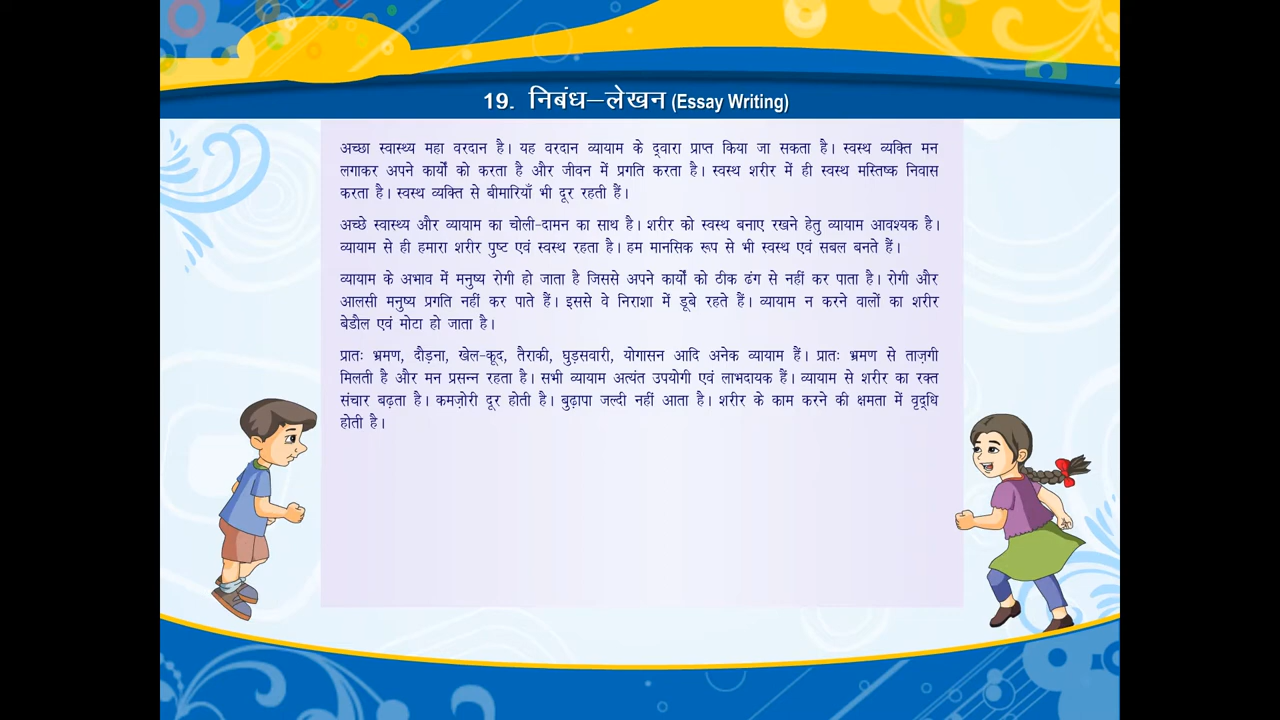 19. निबंध–लेखन (Essay Writing)
अच्छा स्वास्थ्य महा वरदान है। यह वरदान व्यायाम के द्वारा प्राप्त किया जा सकता है। स्वस्थ व्यक्ति मन
लगाकर अपने कार्यों को करता है और जीवन में प्रगति करता है। स्वस्थ शरीर में ही स्वस्थ मस्तिष्क निवास
करता है। स्वस्थ व्यक्ति से बीमारियाँ भी दूर रहती हैं।
अच्छे स्वास्थ्य और व्यायाम का चोली-दामन का साथ है। शरीर को स्वस्थ बनाए रखने हेतु व्यायाम आवश्यक है।
व्यायाम से ही हमारा शरीर पुष्ट एवं स्वस्थ रहता है। हम मानसिक रूप से भी स्वस्थ एवं सबल बनते हैं।
व्यायाम के अभाव में मनुष्य रोगी हो जाता है जिससे अपने कार्यों को ठीक ढंग से नहीं कर पाता है। रोगी और
आलसी मनुष्य प्रगति नहीं कर पाते हैं। इससे वे निराशा में डूबे रहते हैं। व्यायाम न करने वालों का शरीर
बेडौल एवं मोटा हो जाता है।
प्रातः भ्रमण, दौड़ना, खेल-कूद, तैराकी, घुड़सवारी, योगासन आदि अनेक व्यायाम हैं। प्रातः भ्रमण से ताज़गी
मिलती है और मन प्रसन्न रहता है। सभी व्यायाम अत्यंत उपयोगी एवं लाभदायक हैं। व्यायाम से शरीर का रक्त
संचार बढ़ता है। कमज़ोरी दूर होती है। बुढ़ापा जल्दी नहीं आता है। शरीर के काम करने की क्षमता में वृद्धि
होती है।